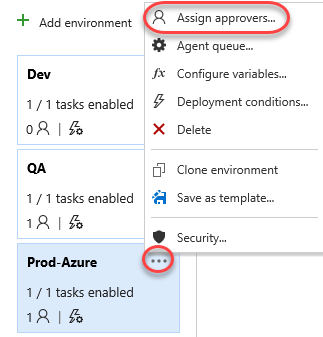 Add environment
Dev
1 / 1 tasks enabled
0 |
QA
1 / 1 tasks enabled
1 |
Prod-Azure
1 / 1 tasks enabled
1 |
Assign approvers...
Agent queue...
fx Configure variables...
Deployment conditions...
Delete
Clone environment
Save as template...
Security...